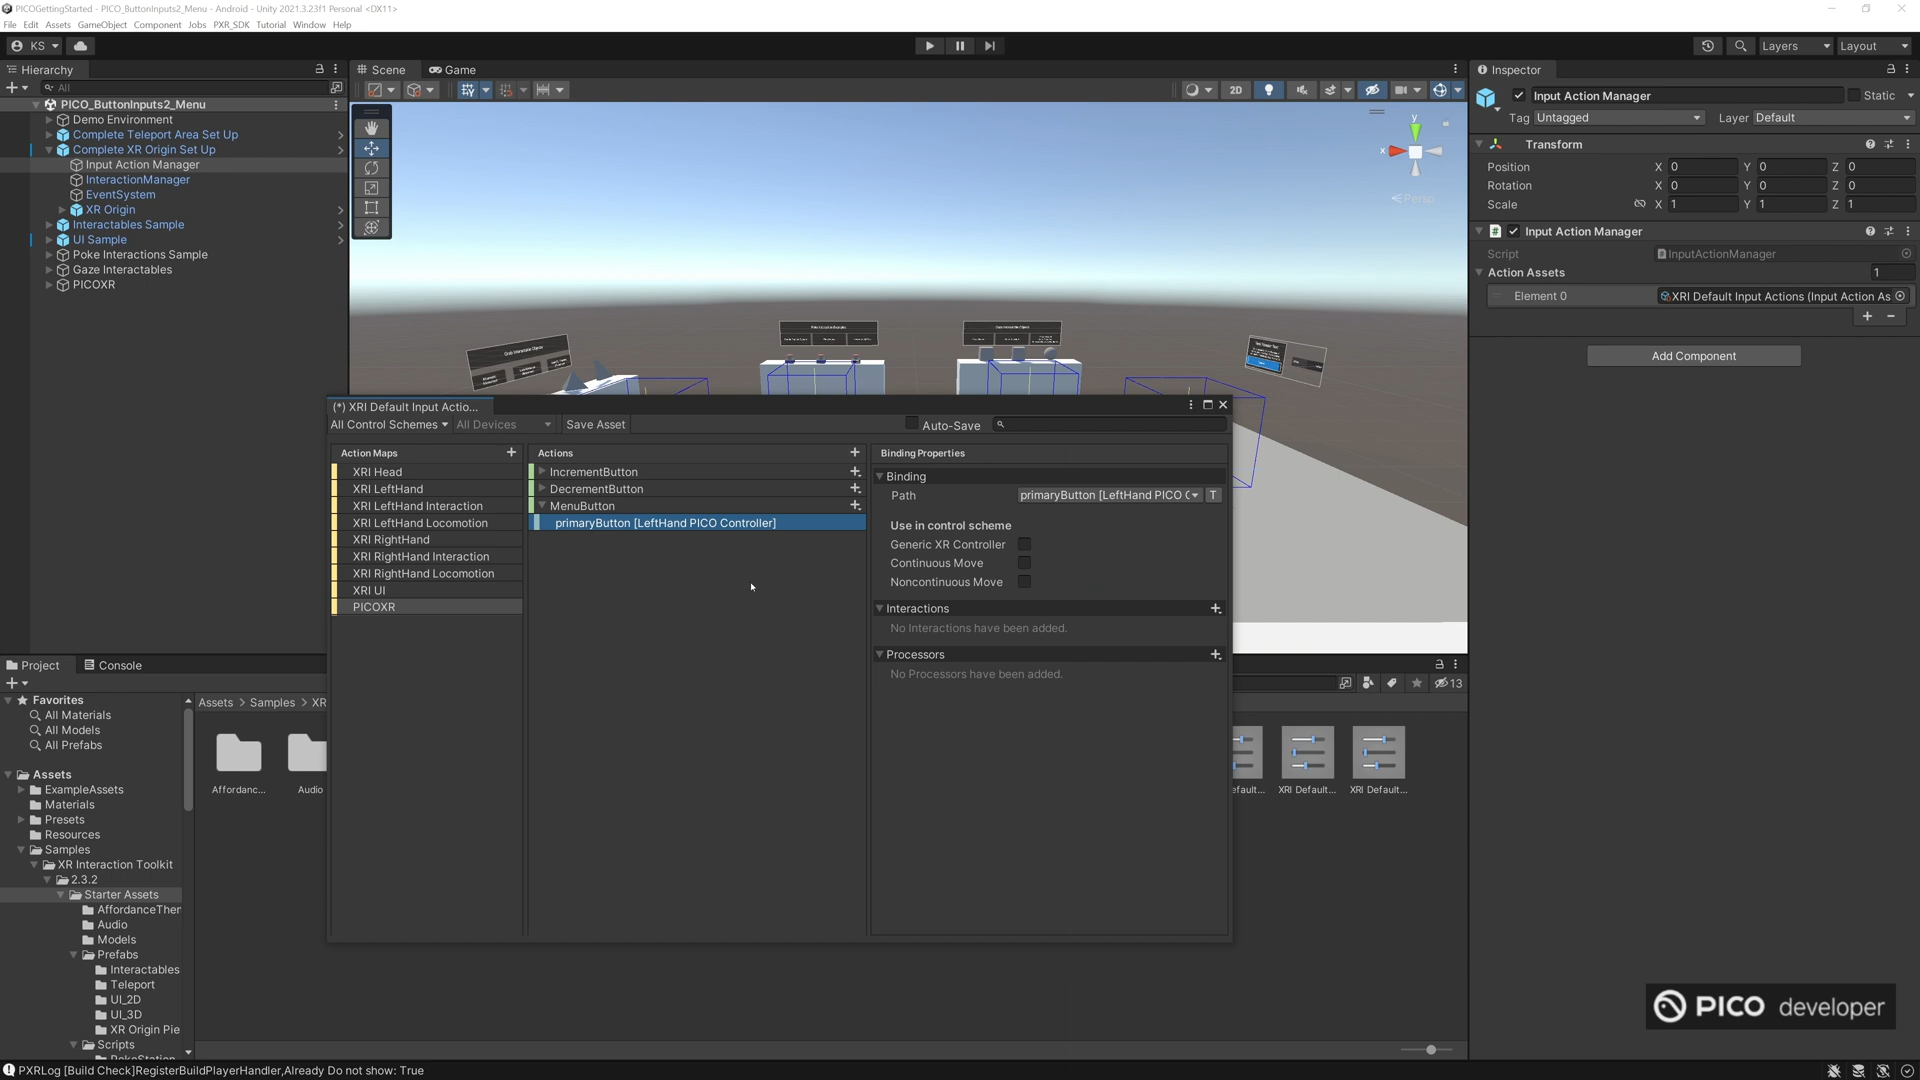 PICOGettingStarted - PICO_ButtonInputs2_Menu - Android - Unity 2021.3.23f1 Personal <DX11>
File Edit Assets GameObject Component Jobs PXR_SDK Tutorial Window Help
KS
Layers
Layout
Hierarchy
All
PICO_ButtonInputs2_Menu
Demo Environment
Complete Teleport Area Set Up
Complete XR Origin Set Up
Input Action Manager
InteractionManager
EventSystem
XR Origin
Interactables Sample
UI Sample
Poke Interactions Sample
Gaze Interactables
PICOXR
Scene
Game
2D
y
x
Persp
Inspector
Input Action Manager
Static
Tag Untagged
Layer Default
Transform
Position X 0 Y 0 Z 0
Rotation X 0 Y 0 Z 0
Scale X 1 Y 1 Z 1
Input Action Manager
Script InputActionManager
Action Assets 1
Element 0 XRI Default Input Actions (Input Action As
Add Component
(*) XRI Default Input Actio...
All Control Schemes All Devices Save Asset Auto-Save
Action Maps
XRI Head
XRI LeftHand
XRI LeftHand Interaction
XRI LeftHand Locomotion
XRI RightHand
XRI RightHand Interaction
XRI RightHand Locomotion
XRI UI
PICOXR
Actions
IncrementButton
DecrementButton
MenuButton
primaryButton [LeftHand PICO Controller]
Binding Properties
Binding
Path primaryButton [LeftHand PICO C T
Use in control scheme
Generic XR Controller
Continuous Move
Noncontinuous Move
Interactions
No Interactions have been added.
Processors
No Processors have been added.
Project
Console
13
Favorites
All Materials
All Models
All Prefabs
Assets
ExampleAssets
Materials
Presets
Resources
Samples
XR Interaction Toolkit
2.3.2
Starter Assets
AffordanceTher
Audio
Models
Prefabs
Interactables
Teleport
UI_2D
UI_3D
XR Origin Pie
Scripts
Assets > Samples > XR
Affordanc...
Audio
efault...
XRI Default...
XRI Default...
PICO developer
PXRLog [Build Check]RegisterBuildPlayerHandler,Already Do not show: True